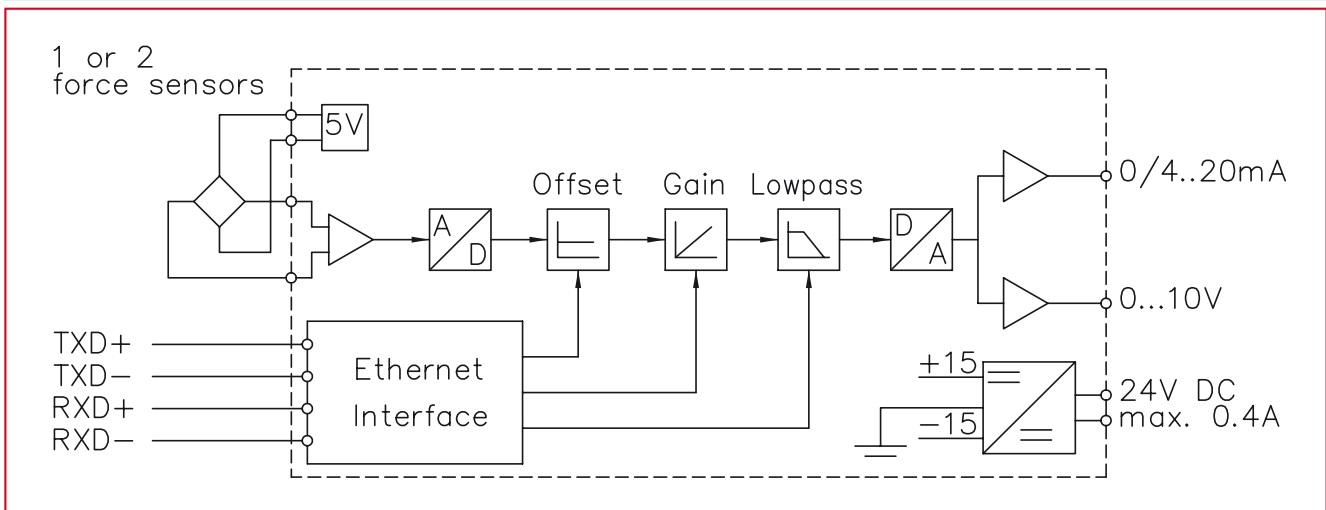 1 or 2
force sensors
5V
Offset
Gain
Lowpass
A
D
D
A
0/4..20mA
0...10V
TXD+
TXD-
RXD+
RXD-
Ethernet
Interface
+15
-15
24V DC
max. 0.4A